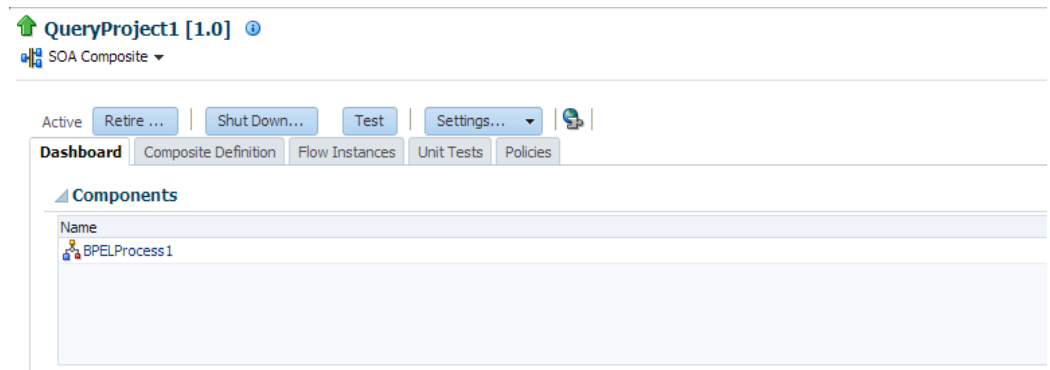 QueryProject1 [1.0]
SOA Composite
Active Retire ... Shut Down... Test Settings...
Dashboard Composite Definition Flow Instances Unit Tests Policies
Components
Name
BPELProcess1